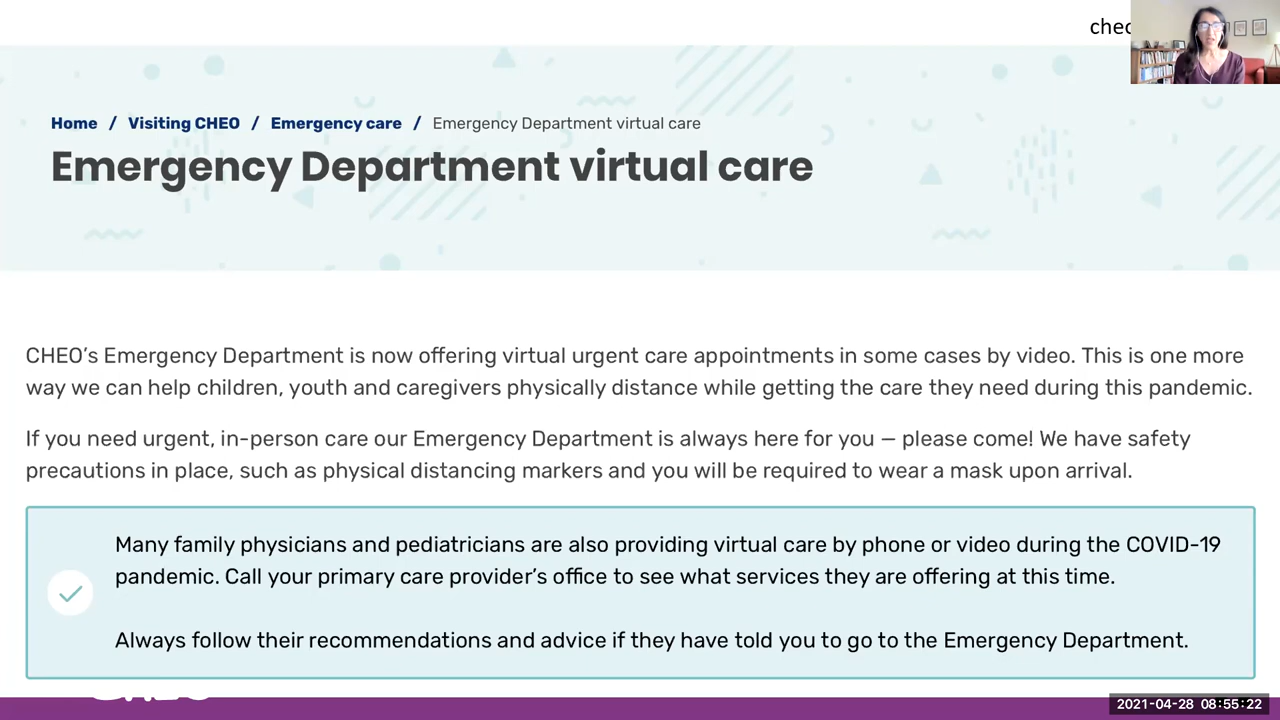 Home / Visiting CHEO / Emergency care / Emergency Department virtual care
Emergency Department virtual care
CHEO’s Emergency Department is now offering virtual urgent care appointments in some cases by video. This is one more
way we can help children, youth and caregivers physically distance while getting the care they need during this pandemic.
If you need urgent, in-person care our Emergency Department is always here for you — please come! We have safety
precautions in place, such as physical distancing markers and you will be required to wear a mask upon arrival.
Many family physicians and pediatricians are also providing virtual care by phone or video during the COVID-19
pandemic. Call your primary care provider’s office to see what services they are offering at this time.
Always follow their recommendations and advice if they have told you to go to the Emergency Department.
2021-04-28 08:55:22